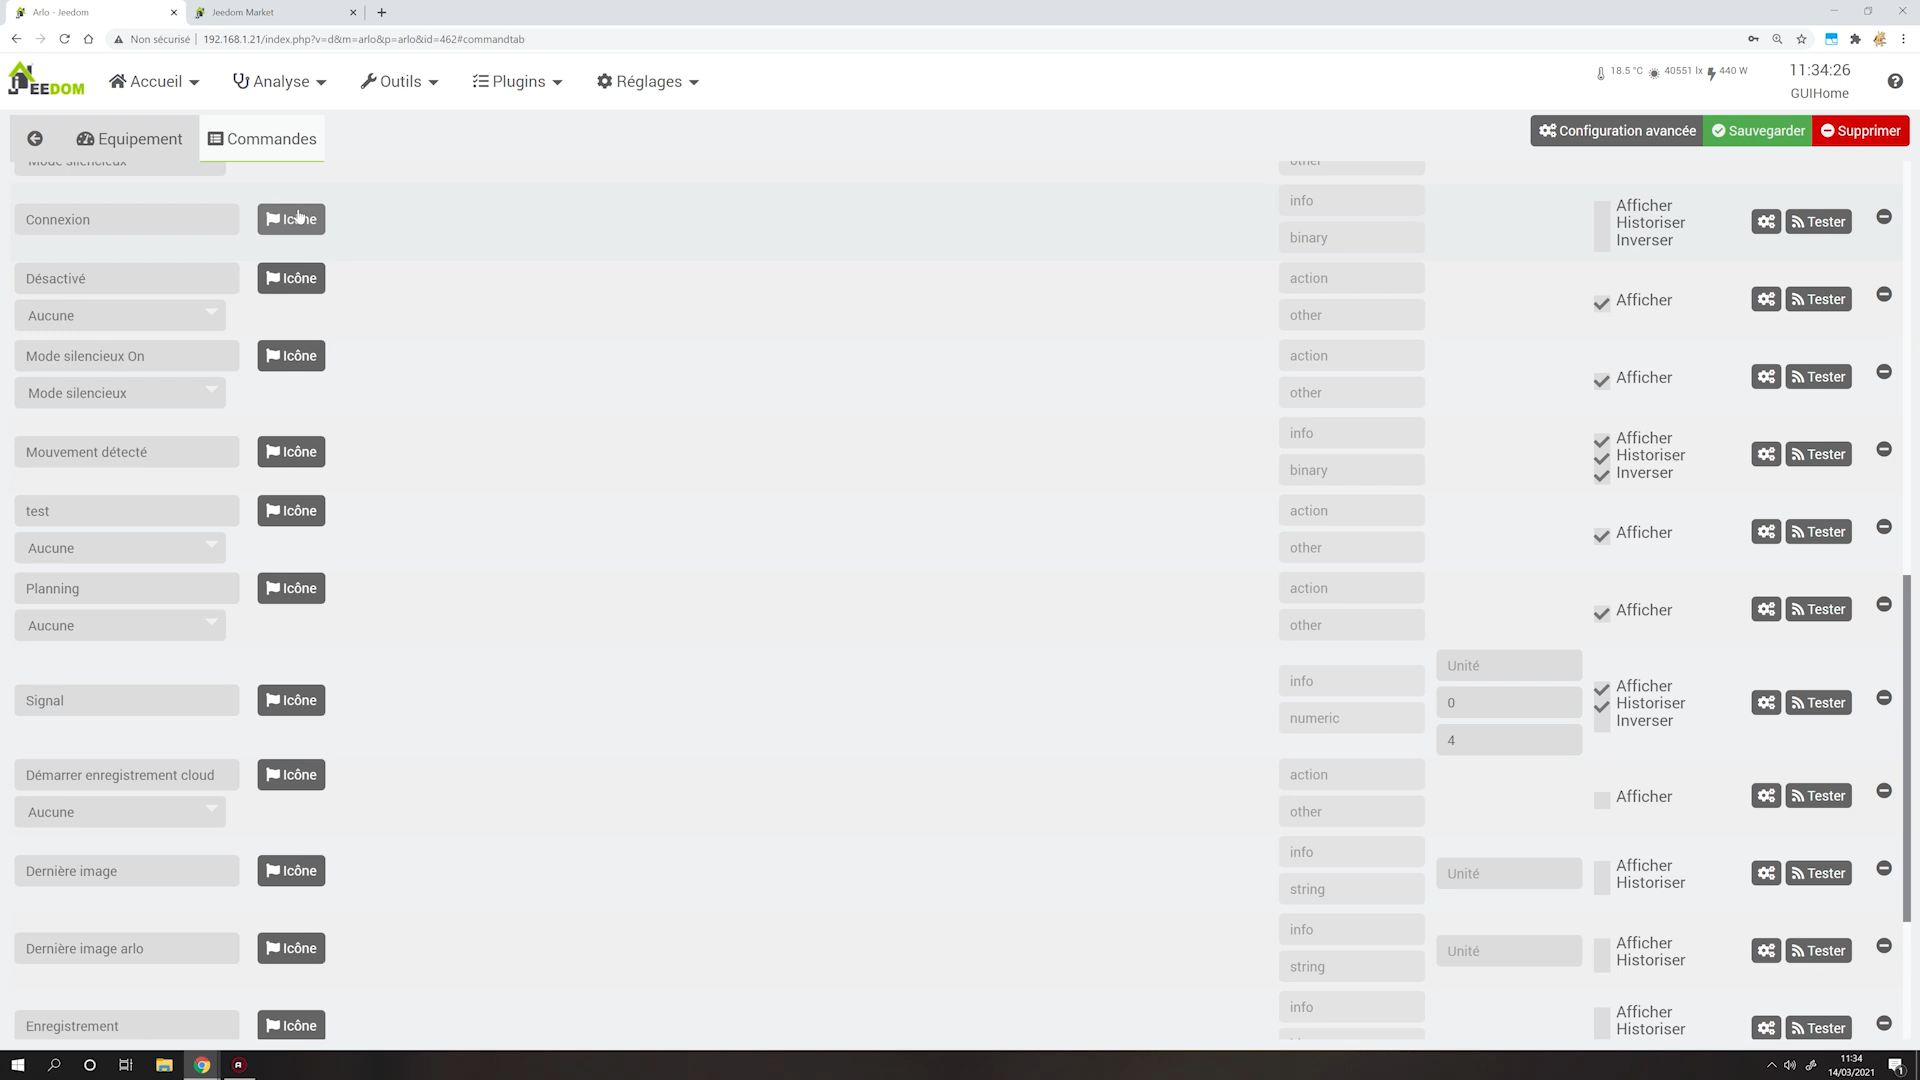 Arlo - Jeedom
Jeedom Market
Non sécurisé
192.168.1.21/index.php?v=d&m=arlo&p=arlo&id=462#commandtab
EEDOM
Accueil
Analyse
Outils
Plugins
Réglages
18.5 °C
40551 lx
440 W
11:34:26
GUIHome
Equipement
Commandes
Configuration avancée
Sauvegarder
Supprimer
Mode silencieux
other
Connexion
Icône
info
binary
Afficher
Historiser
Inverser
Tester
Désactivé
Icône
Aucune
action
other
Afficher
Tester
Mode silencieux On
Icône
Mode silencieux
action
other
Afficher
Tester
Mouvement détecté
Icône
info
binary
Afficher
Historiser
Inverser
Tester
test
Icône
Aucune
action
other
Afficher
Tester
Planning
Icône
Aucune
action
other
Afficher
Tester
Signal
Icône
info
numeric
Unité
0
4
Afficher
Historiser
Inverser
Tester
Démarrer enregistrement cloud
Icône
Aucune
action
other
Afficher
Tester
Dernière image
Icône
info
string
Unité
Afficher
Historiser
Tester
Dernière image arlo
Icône
info
string
Unité
Afficher
Historiser
Tester
Enregistrement
Icône
info
Afficher
Historiser
Tester
11:34
14/03/2021